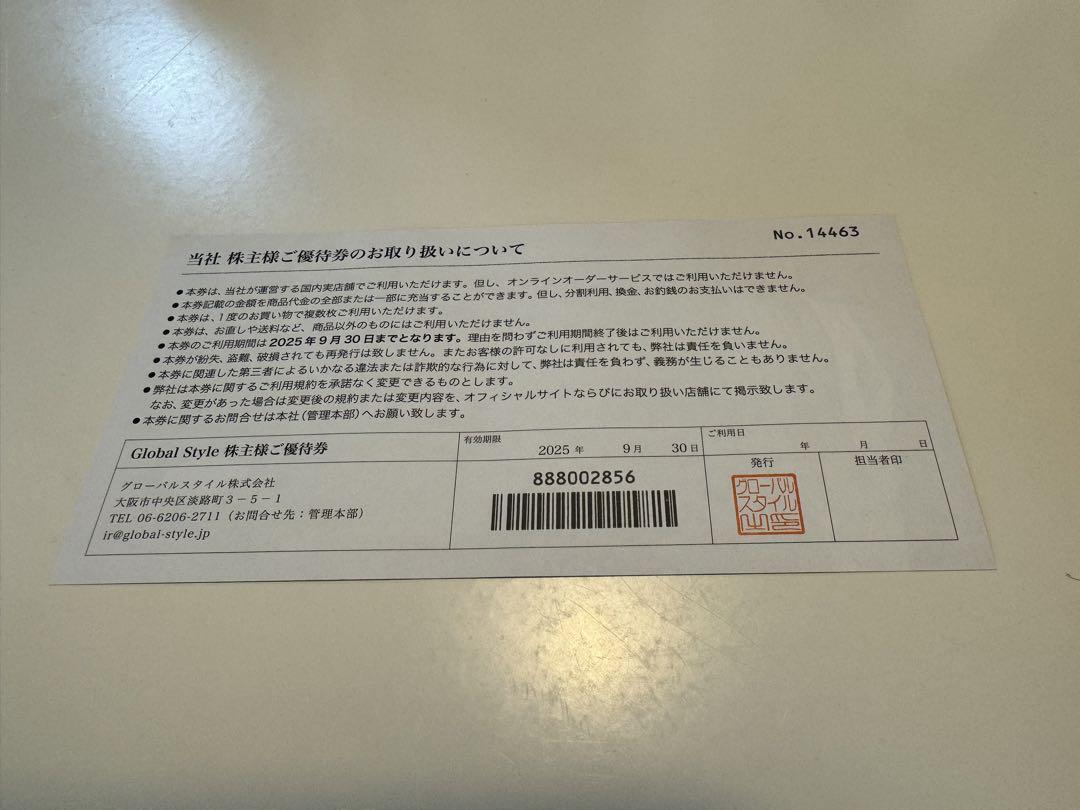 No.14463
当社 株主様ご優待券のお取り扱いについて
●本券は、当社が運営する国内実店舗でご利用いただけます。但し、オンラインオーダーサービスではご利用いただけません。
●本券記載の金額を商品代金の全部または一部に充当することができます。但し、分割利用、換金、お釣銭のお支払いはできません。
●本券は、1度のお買い物で複数枚ご利用いただけます。
●本券は、お直しや送料など、商品以外のものにはご利用いただけません。
●本券のご利用期間は2025年9月30日までとなります。理由を問わずご利用期間終了後はご利用いただけません。
●本券が紛失、盗難、破損されても再発行は致しません。またお客様の許可なしに利用されても、弊社は責任を負いません。
●本券に関連した第三者によるいかなる違法または詐欺的な行為に対して、弊社は責任を負わず、義務が生じることもありません。
●弊社は本券に関するご利用規約を承諾なく変更できるものとします。
なお、変更があった場合は変更後の規約または変更内容を、オフィシャルサイトならびにお取り扱い店舗にて掲示致します。
●本券に関するお問合せは本社（管理本部）へお願い致します。
Global Style 株主様ご優待券
有効期限
2025年 9月 30日
ご利用日
年 月 日
グローバルスタイル株式会社
大阪市中央区淡路町3－5－1
TEL 06-6206-2711（お問合せ先：管理本部）
ir@global-style.jp
888002856
発行
グローバル
スタイル
之印
担当者印